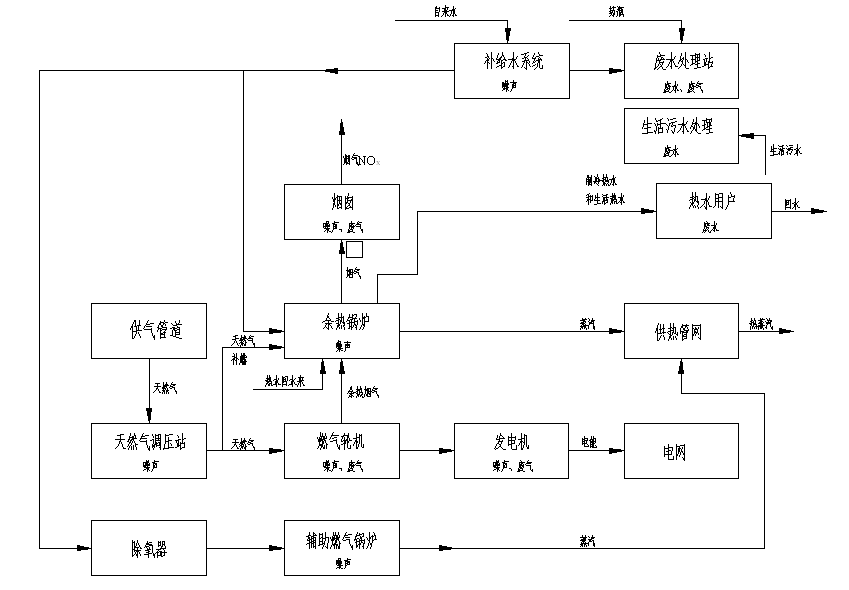 自来水
药剂
补给水系统
噪声
废水处理站
废水、废气
生活污水处理
废水
生活污水
烟气NOx
制冷热水
和生活热水
烟囱
噪声、废气
热水用户
废水
回水
烟气
供气管道
余热锅炉
噪声
天然气
补燃
蒸汽
供热管网
热蒸汽
天然气
热水回水来
余热烟气
天然气调压站
噪声
天然气
燃气轮机
噪声、废气
发电机
噪声、废气
电能
电网
除氧器
辅助燃气锅炉
噪声
蒸汽